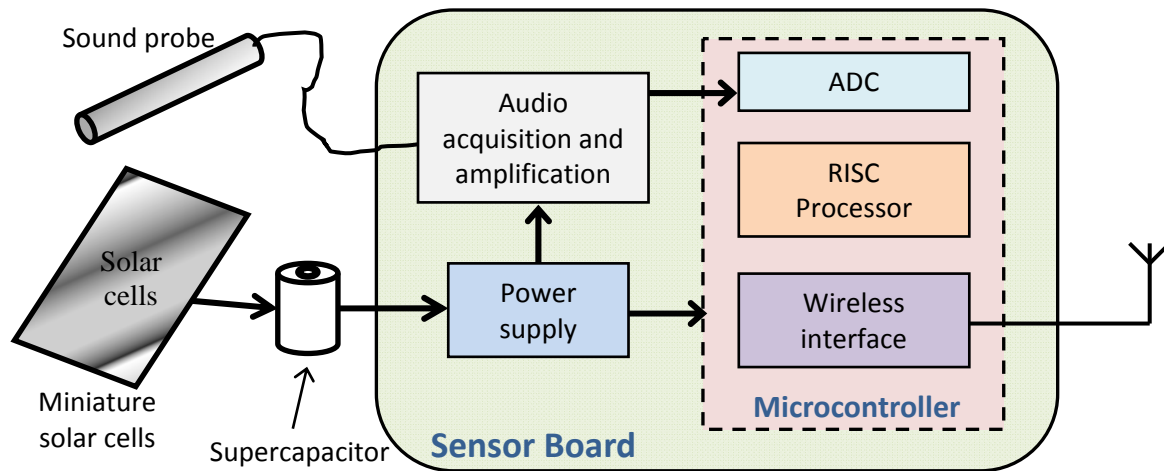 Sound probe
Audio
acquisition and
amplification
ADC
RISC
Processor
Solar
cells
Power
supply
Wireless
interface
Miniature
solar cells
Supercapacitor
Sensor Board
Microcontroller